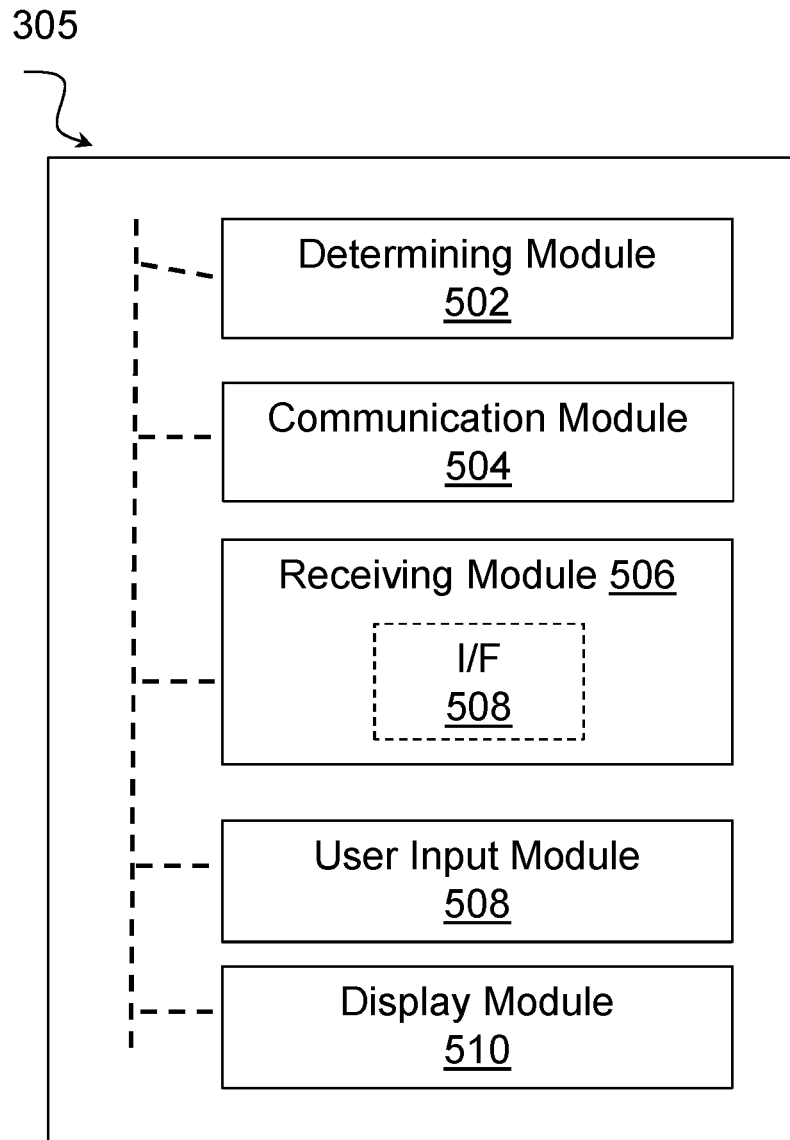 305
Determining Module
502
Communication Module
504
Receiving Module 506
I/F
508
User Input Module
508
Display Module
510